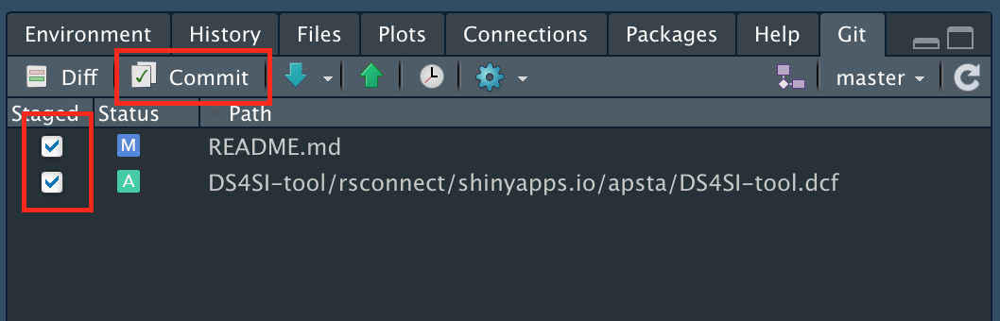 Environment History Files Plots Connections Packages Help Git
Diff Commit master
Staged Status Path
M README.md
A DS4SI-tool/rsconnect/shinyapps.io/apsta/DS4SI-tool.dcf